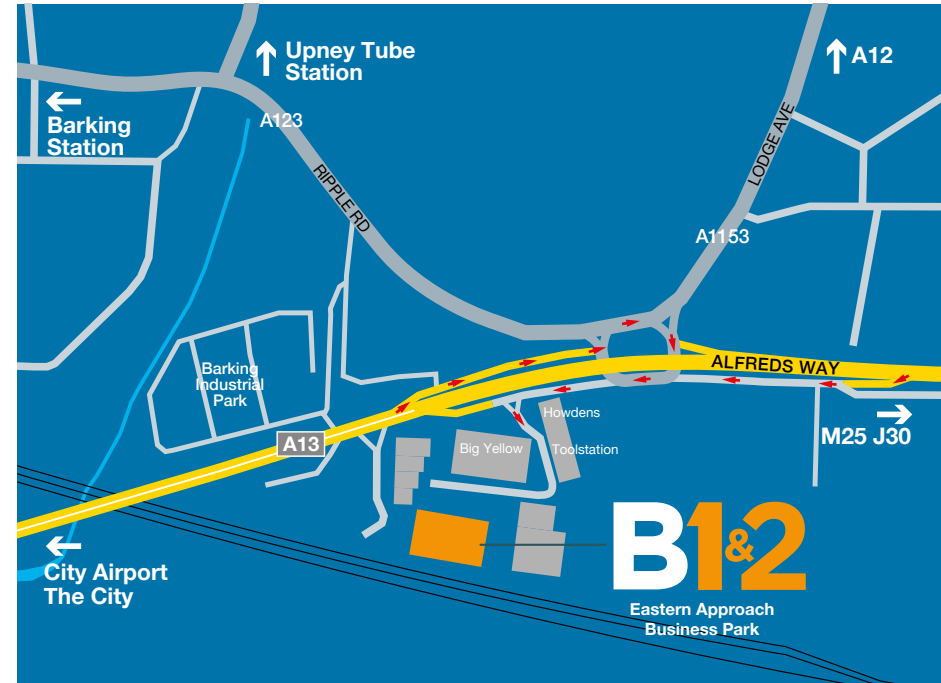 Upney Tube
Station
A12
Barking
Station
A123
RIPPLE RD
LODGE AVE
A1153
ALFREDS WAY
Barking
Industrial
Park
Howdens
A13
Big Yellow
Toolstation
M25 J30
B1&2
City Airport
The City
Eastern Approach
Business Park